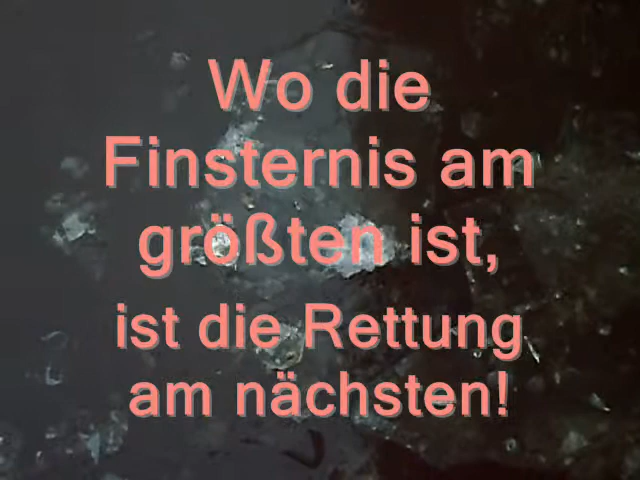 Wo die
Finsternis am
größten ist,
ist die Rettung
am nächsten!